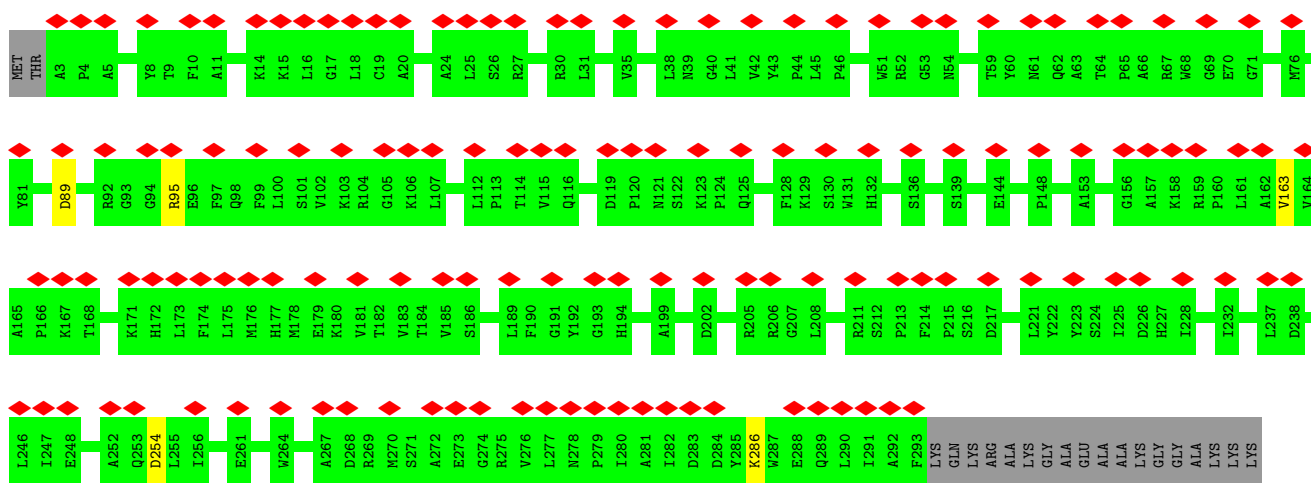 MET THR A3 P4 A5 Y8 T9 F10 A11 K14 K15 L16 G17 L18 C19 A20 A24 L25 S26 R27 R30 L31 V35 L38 N39 G40 L41 V42 Y43 P44 L45 P46 W51 R52 G53 N54 T59 Y60 N61 Q62 A63 T64 P65 A66 R67 W68 G69 E70 G71 M76
Y81 D89 R92 G93 G94 R95 E96 F97 Q98 F99 L100 S101 V102 K103 R104 G105 K106 L107 L112 P113 T114 V115 Q116 D119 P120 N121 S122 K123 P124 Q125 F128 K129 S130 W131 H132 S136 S139 E144 P148 A153 G156 A157 K158 R159 P160 L161 A162 V163 V164
A165 P166 K167 T168 K171 H172 L173 F174 L175 M176 H177 M178 E179 K180 V181 T182 V183 T184 V185 S186 L189 F190 G191 Y192 G193 H194 A199 D202 R205 R206 G207 L208 R211 S212 P213 F214 P215 S216 D217 L221 Y222 Y223 S224 I225 D226 H227 I228 I232 L237 D238
L246 I247 E248 A252 Q253 D254 L255 I256 E261 W264 A267 D268 R269 M270 S271 A272 E273 G274 R275 V276 L277 N278 P279 I280 A281 I282 D283 D284 Y285 K286 W287 E288 Q289 L290 I291 A292 F293 LYS GLN LYS ARG ALA LYS GLY ALA GLU ALA ALA LYS GLY GLY ALA LYS LYS LYS